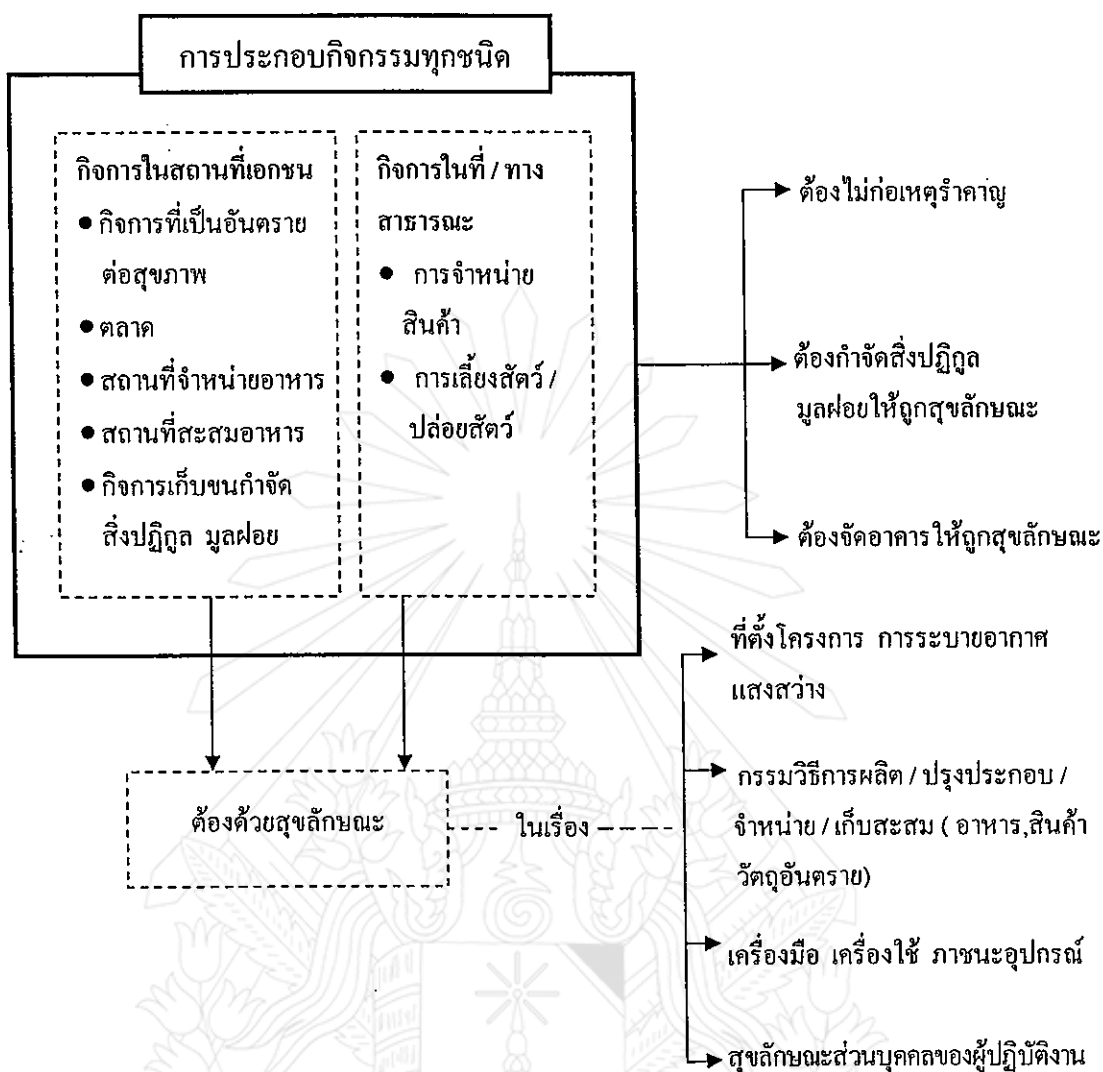 การประกอบกิจกรรมทุกชนิด
กิจการในสถานที่เอกชน
● กิจการที่เป็นอันตราย
ต่อสุขภาพ
● ตลาด
● สถานที่จำหน่ายอาหาร
● สถานที่สะสมอาหาร
● กิจการเก็บขนกำจัด
สิ่งปฏิกูล มูลฝอย
กิจการในที่ / ทาง
สาธารณะ
● การจำหน่าย
สินค้า
● การเลี้ยงสัตว์ /
ปล่อยสัตว์
ต้องไม่ก่อเหตุรำคาญ
ต้องกำจัดสิ่งปฏิกูล
มูลฝอยให้ถูกสุขลักษณะ
ต้องจัดอาคารให้ถูกสุขลักษณะ
ต้องด้วยสุขลักษณะ
ในเรื่อง
ที่ตั้งโครงการ การระบายอากาศ
แสงสว่าง
กรรมวิธีการผลิต / ปรุงประกอบ /
จำหน่าย / เก็บสะสม ( อาหาร,สินค้า
วัตถุอันตราย)
เครื่องมือ เครื่องใช้ ภาชนะอุปกรณ์
สุขลักษณะส่วนบุคคลของผู้ปฏิบัติงาน